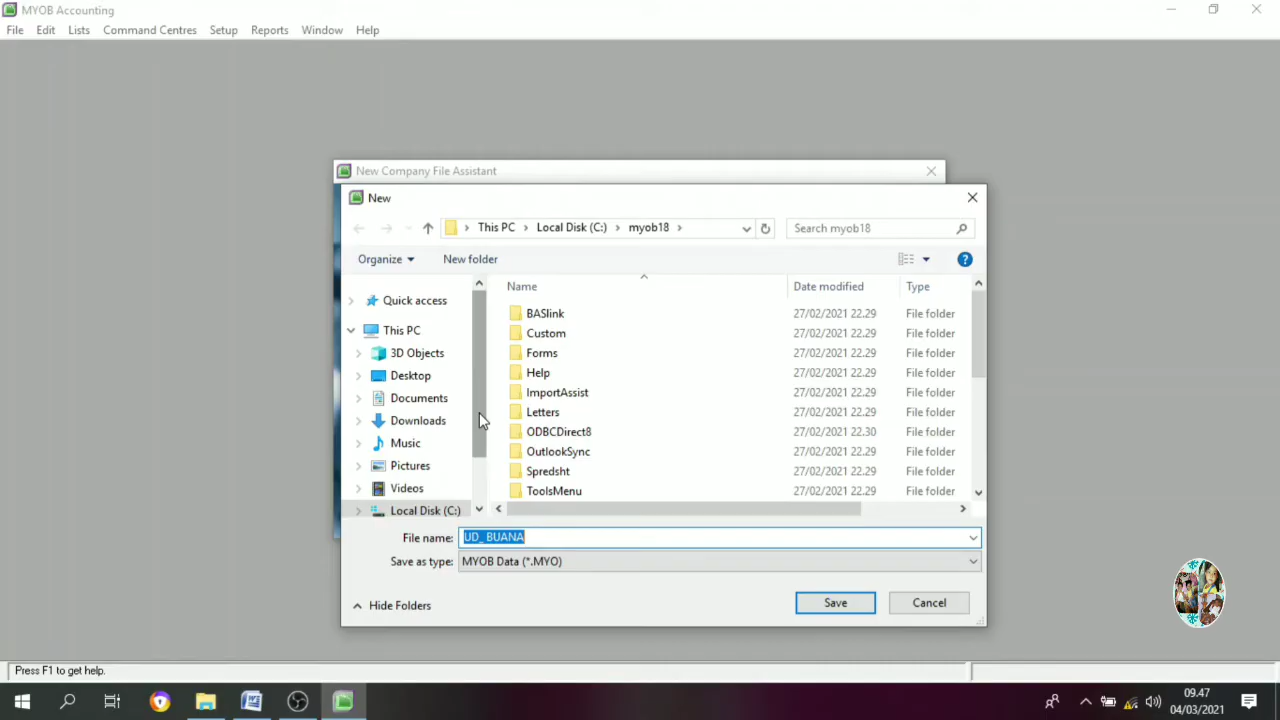 MYOB Accounting
File Edit Lists Command Centres Setup Reports Window Help
New Company File Assistant
New
This PC Local Disk (C:) myob18
Search myob18
Organize New folder
Name Date modified Type
Quick access
This PC
3D Objects
Desktop
Documents
Downloads
Music
Pictures
Videos
Local Disk (C:)
BASlink 27/02/2021 22.29 File folder
Custom 27/02/2021 22.29 File folder
Forms 27/02/2021 22.29 File folder
Help 27/02/2021 22.29 File folder
ImportAssist 27/02/2021 22.29 File folder
Letters 27/02/2021 22.29 File folder
ODBCDirect8 27/02/2021 22.30 File folder
OutlookSync 27/02/2021 22.29 File folder
Spredsht 27/02/2021 22.29 File folder
ToolsMenu 27/02/2021 22.29 File folder
File name: UD_ BUANA
Save as type: MYOB Data (*.MYO)
Hide Folders
Save Cancel
Press F1 to get help.
09.47
04/03/2021